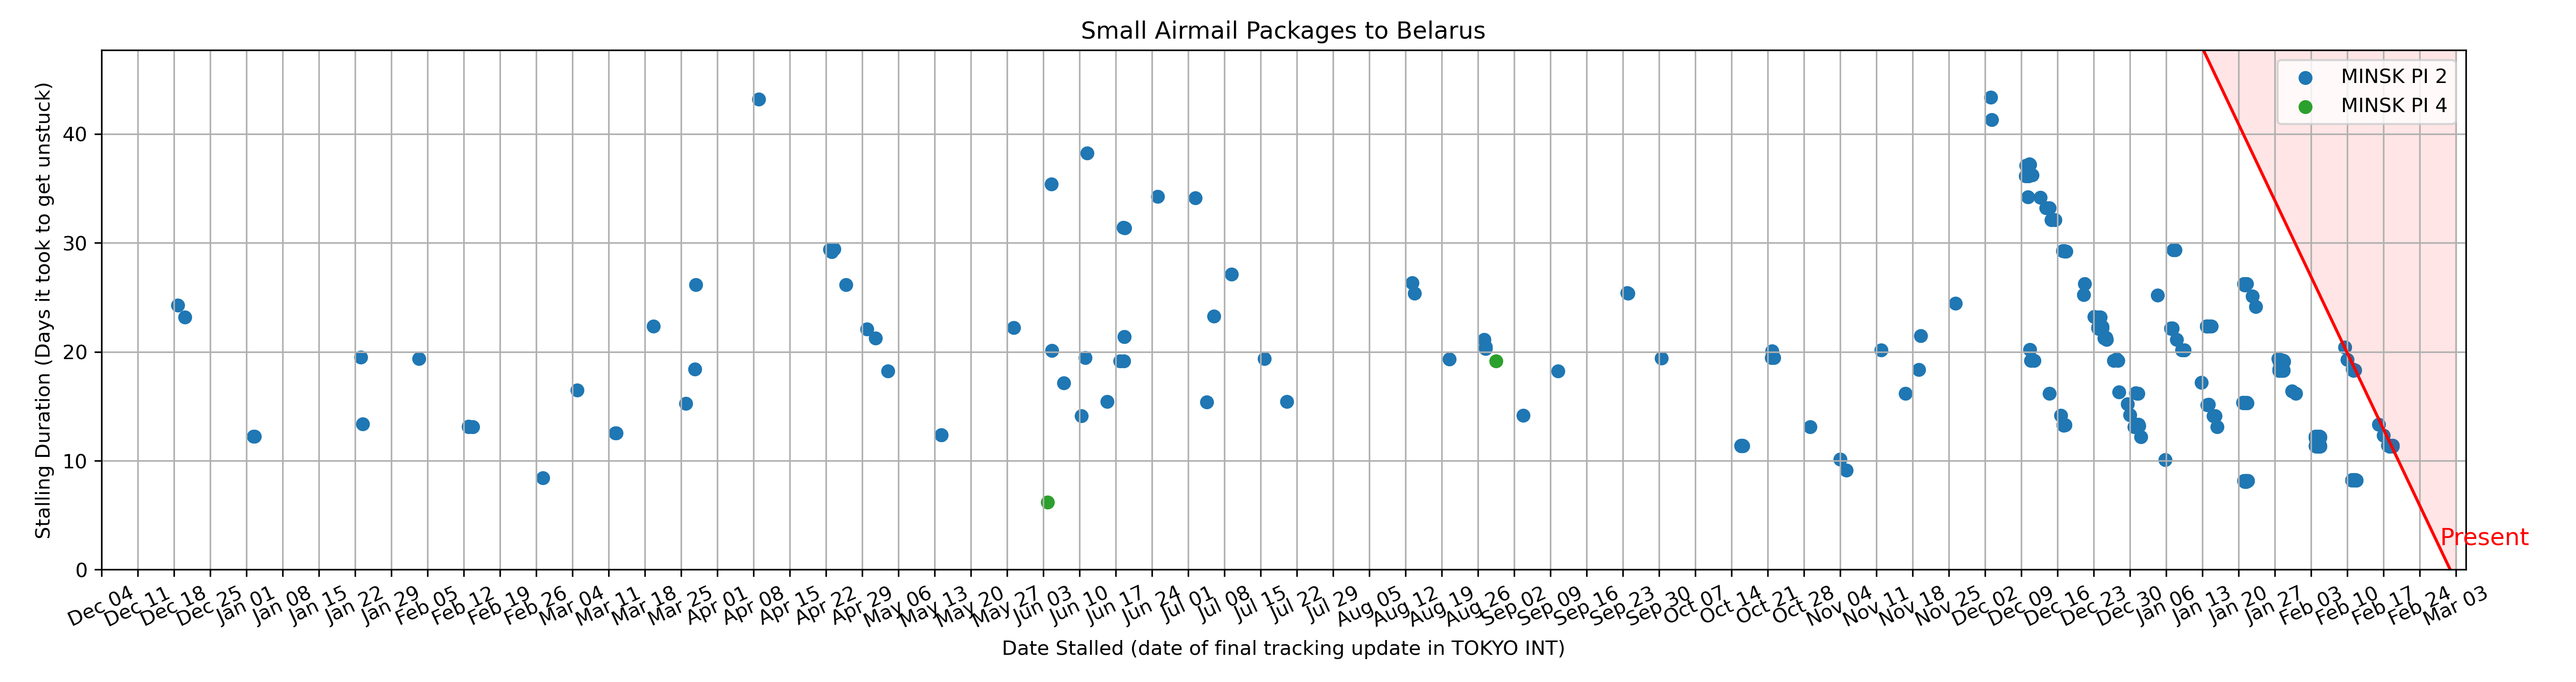 Small Airmail Packages to Belarus
MINSK PI 2
MINSK PI 4
Stalling Duration (Days it took to get unstuck)
40
30
20
10
0
Present
Dec 04 Dec 11 Dec 18 Dec 25 Jan 01 Jan 08 Jan 15 Jan 22 Jan 29 Feb 05 Feb 12 Feb 19 Feb 26 Mar 04 Mar 11 Mar 18 Mar 25 Apr 01 Apr 08 Apr 15 Apr 22 Apr 29 May 06 May 13 May 20 May 27 Jun 03 Jun 10 Jun 17 Jun 24 Jul 01 Jul 08 Jul 15 Jul 22 Jul 29 Aug 05 Aug 12 Aug 19 Aug 26 Sep 02 Sep 09 Sep 16 Sep 23 Sep 30 Oct 07 Oct 14 Oct 21 Oct 28 Nov 04 Nov 11 Nov 18 Nov 25 Dec 02 Dec 09 Dec 16 Dec 23 Dec 30 Jan 06 Jan 13 Jan 20 Jan 27 Feb 03 Feb 10 Feb 17 Feb 24 Mar 03
Date Stalled (date of final tracking update in TOKYO INT)